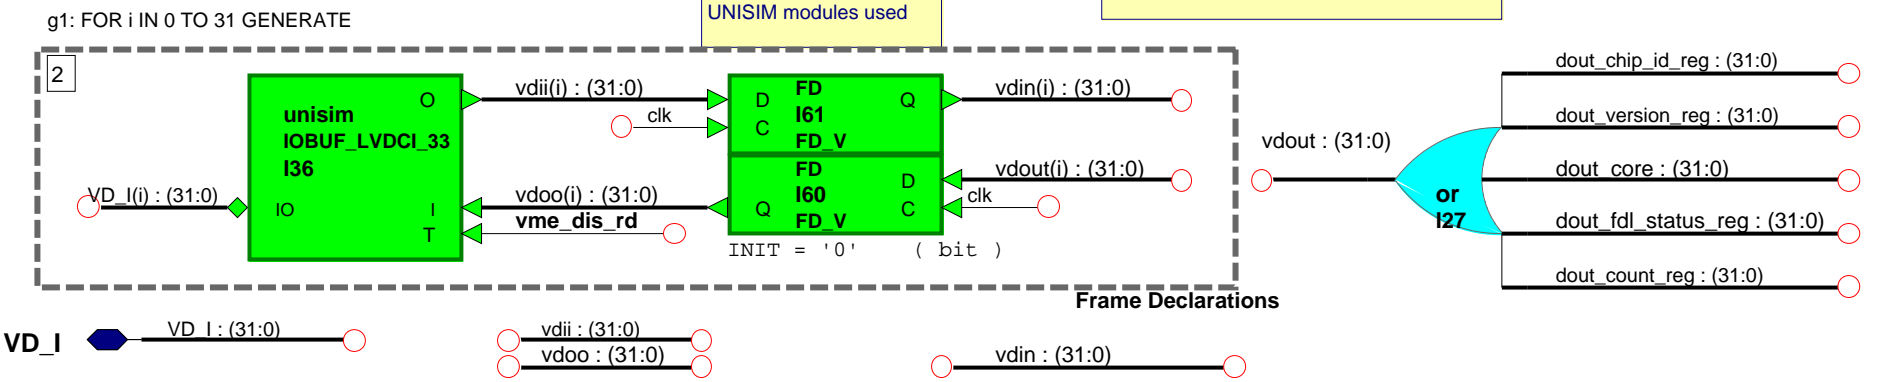 g1: FOR i IN 0 TO 31 GENERATE
UNISIM modules used
2
unisim
IOBUF_LVDCI_33
I36
O
IO
I
T
VD_I(i) : (31:0)
vdii(i) : (31:0)
clk
vdoo(i) : (31:0)
vme_dis_rd
FD
I61
FD_V
D
C
Q
FD
I60
FD_V
D
C
Q
INIT = '0' ( bit )
vdin(i) : (31:0)
vdout(i) : (31:0)
clk
Frame Declarations
vdout : (31:0)
or
I27
dout_chip_id_reg : (31:0)
dout_version_reg : (31:0)
dout_core : (31:0)
dout_fdl_status_reg : (31:0)
dout_count_reg : (31:0)
VD_I
VD_I : (31:0)
vdii : (31:0)
vdoo : (31:0)
vdin : (31:0)